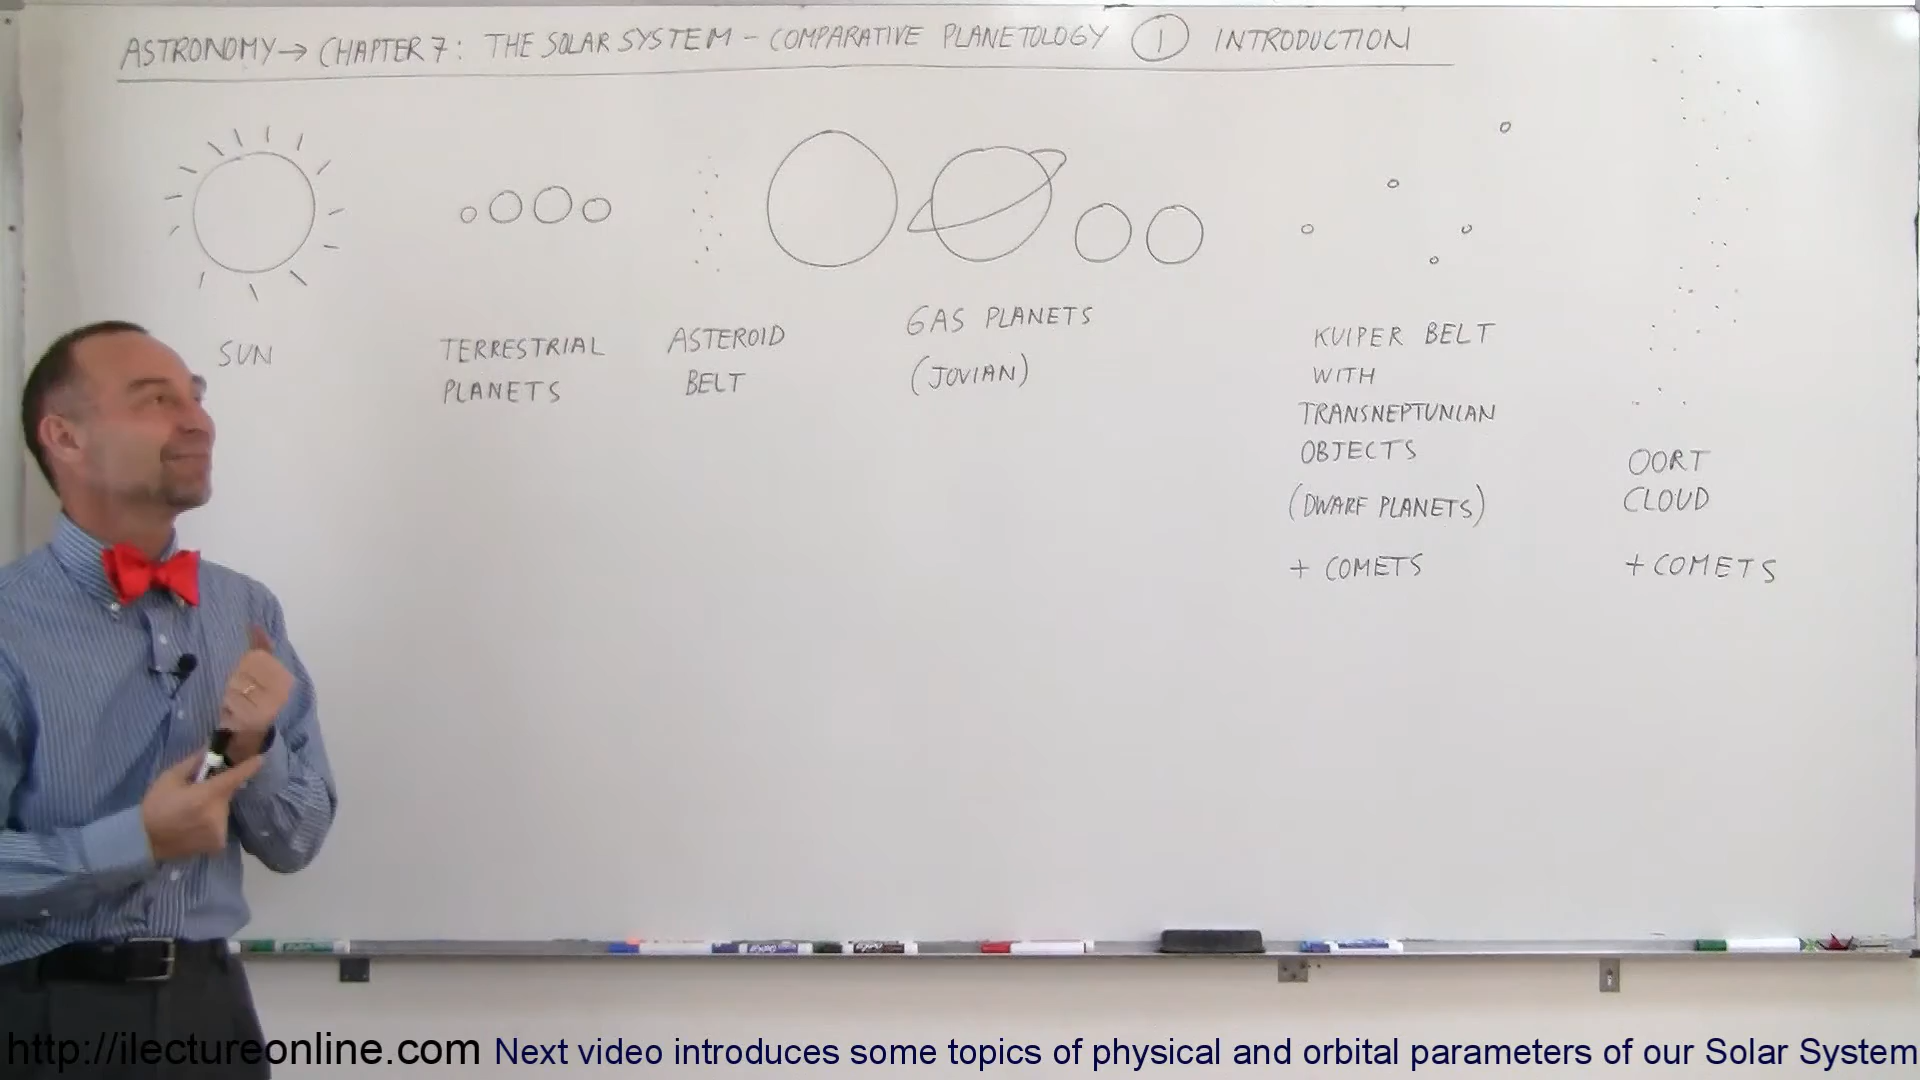 ASTRONOMY → CHAPTER 7: THE SOLAR SYSTEM - COMPARATIVE PLANETOLOGY ① INTRODUCTION
SUN
TERRESTRIAL
PLANETS
ASTEROID
BELT
GAS PLANETS
(JOVIAN)
KUIPER BELT
WITH
TRANSNEPTUNIAN
OBJECTS
(DWARF PLANETS)
+ COMETS
OORT
CLOUD
+ COMETS
http://ilectureonline.com Next video introduces some topics of physical and orbital parameters of our Solar System